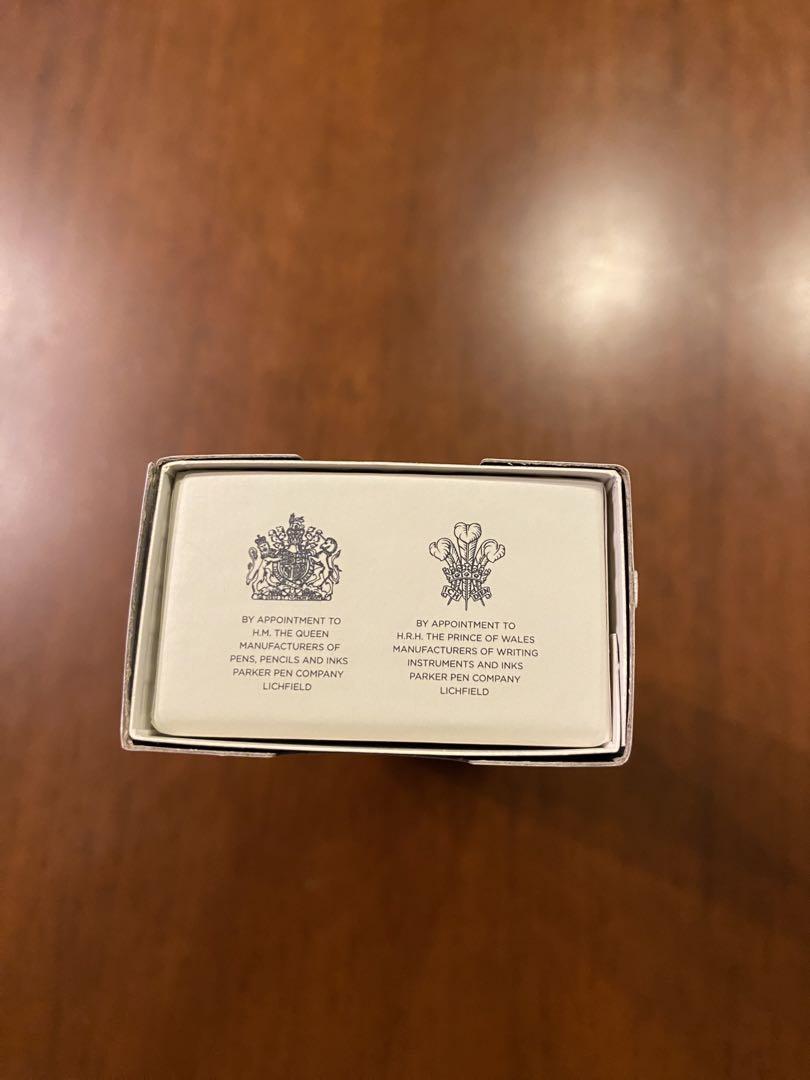 BY APPOINTMENT TO
H.M. THE QUEEN
MANUFACTURERS OF
PENS, PENCILS AND INKS
PARKER PEN COMPANY
LICHFIELD
BY APPOINTMENT TO
H.R.H. THE PRINCE OF WALES
MANUFACTURERS OF WRITING
INSTRUMENTS AND INKS
PARKER PEN COMPANY
LICHFIELD